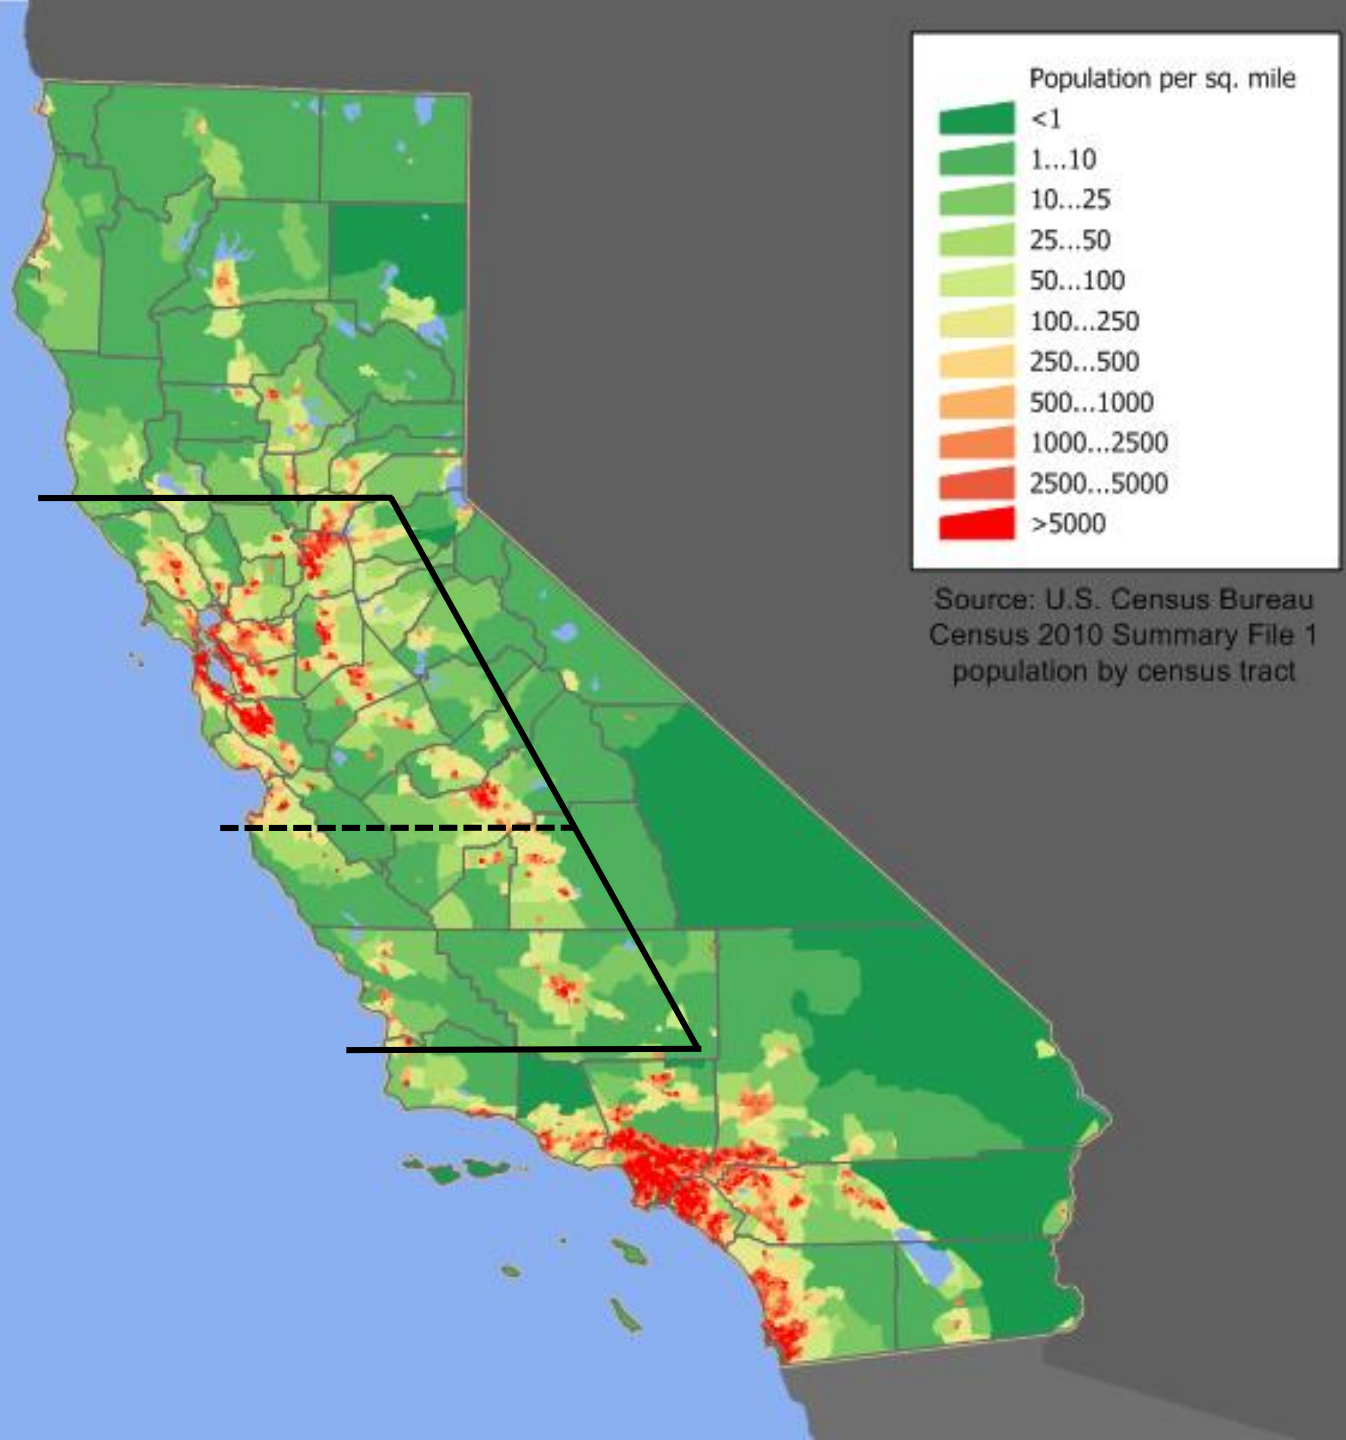 Population per sq. mile
<1
1...10
10...25
25...50
50...100
100...250
250...500
500...1000
1000...2500
2500...5000
>5000
Source: U.S. Census Bureau
Census 2010 Summary File 1
population by census tract